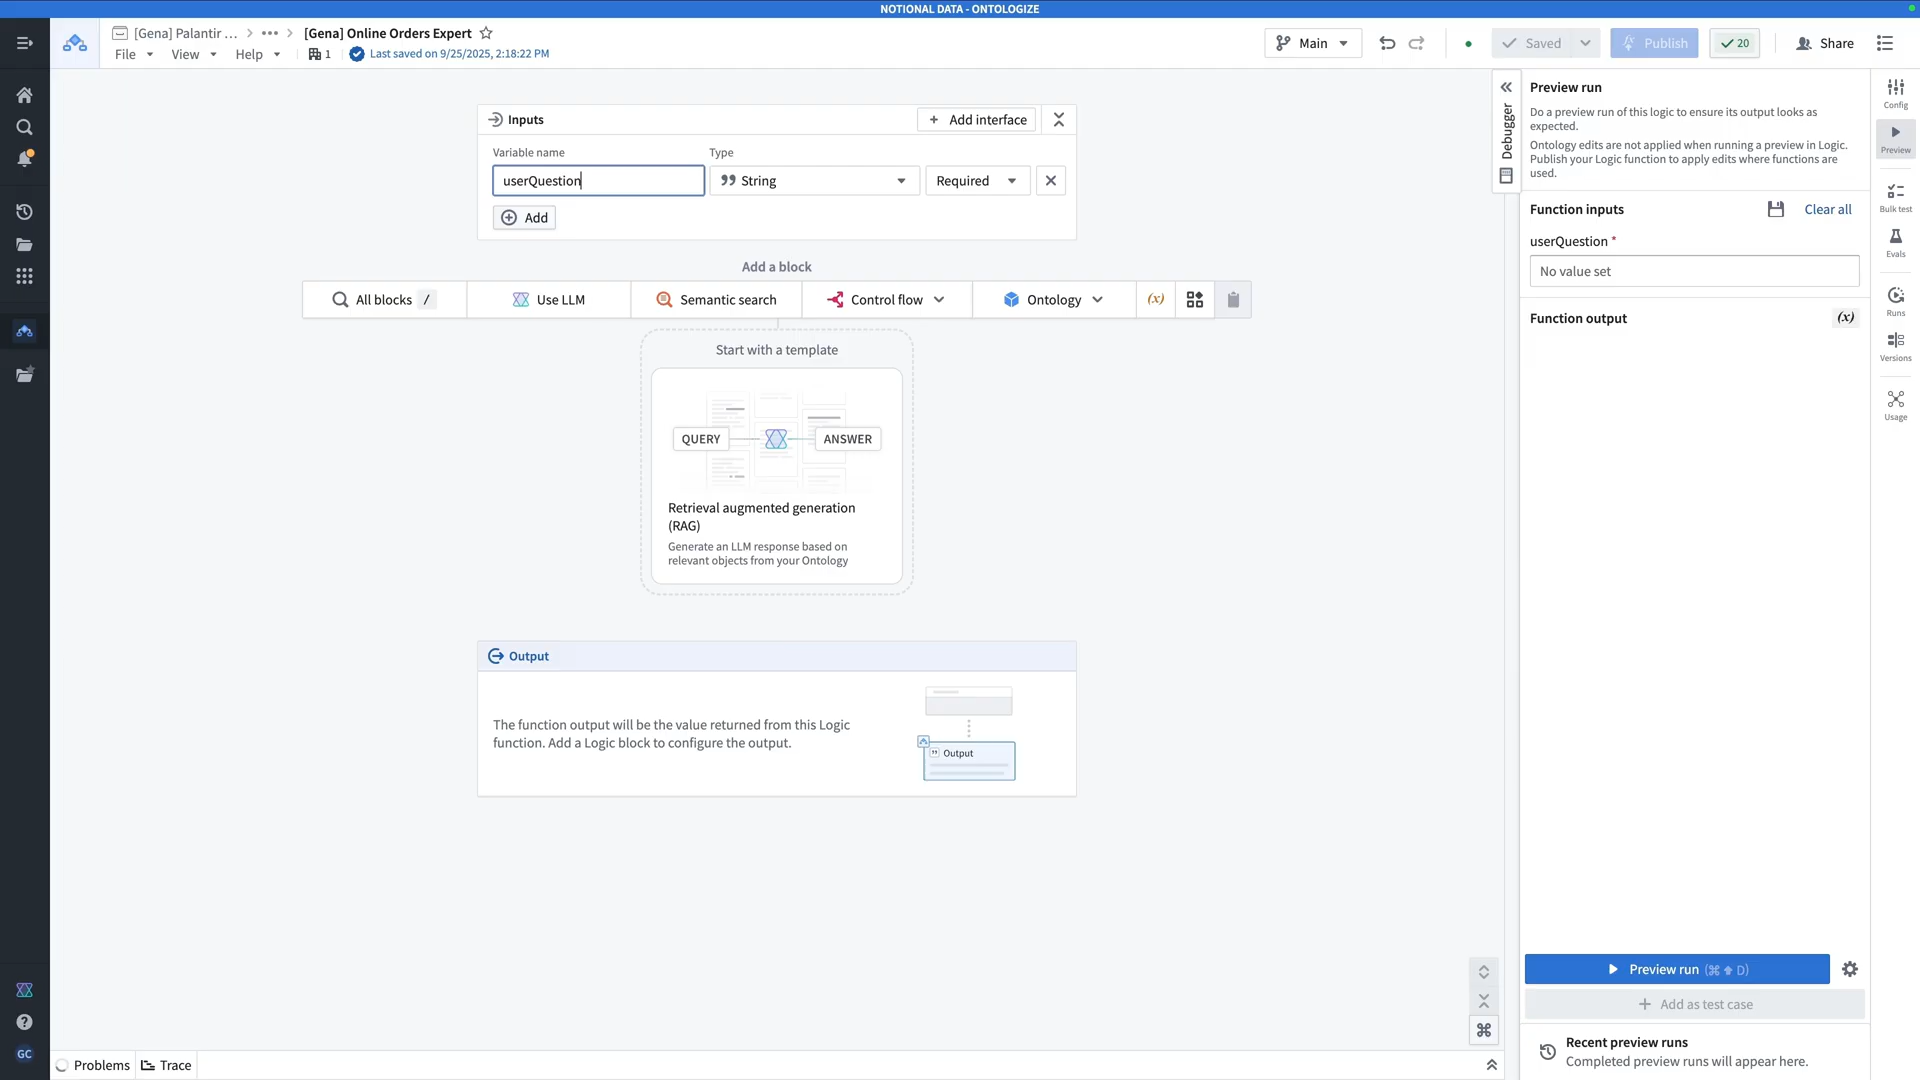 NOTIONAL DATA - ONTOLOGIZE
[Gena] Palantir ...
[Gena] Online Orders Expert
File
View
Help
1
Last saved on 9/25/2025, 2:18:22 PM
Main
Saved
Publish
20
Share
Inputs
Add interface
Variable name
Type
userQuestion
String
Required
Add
Add a block
All blocks /
Use LLM
Semantic search
Control flow
Ontology
(x)
Start with a template
QUERY
ANSWER
Retrieval augmented generation
(RAG)
Generate an LLM response based on
relevant objects from your Ontology
Output
The function output will be the value returned from this Logic
function. Add a Logic block to configure the output.
Output
Debugger
Preview run
Do a preview run of this logic to ensure its output looks as
expected.
Ontology edits are not applied when running a preview in Logic.
Publish your Logic function to apply edits where functions are
used.
Function inputs
Clear all
userQuestion *
No value set
Function output
(x)
Preview run (⌘ ⇧ D)
Add as test case
Recent preview runs
Completed preview runs will appear here.
Config
Preview
Bulk test
Evals
Runs
Versions
Usage
GC
Problems
Trace